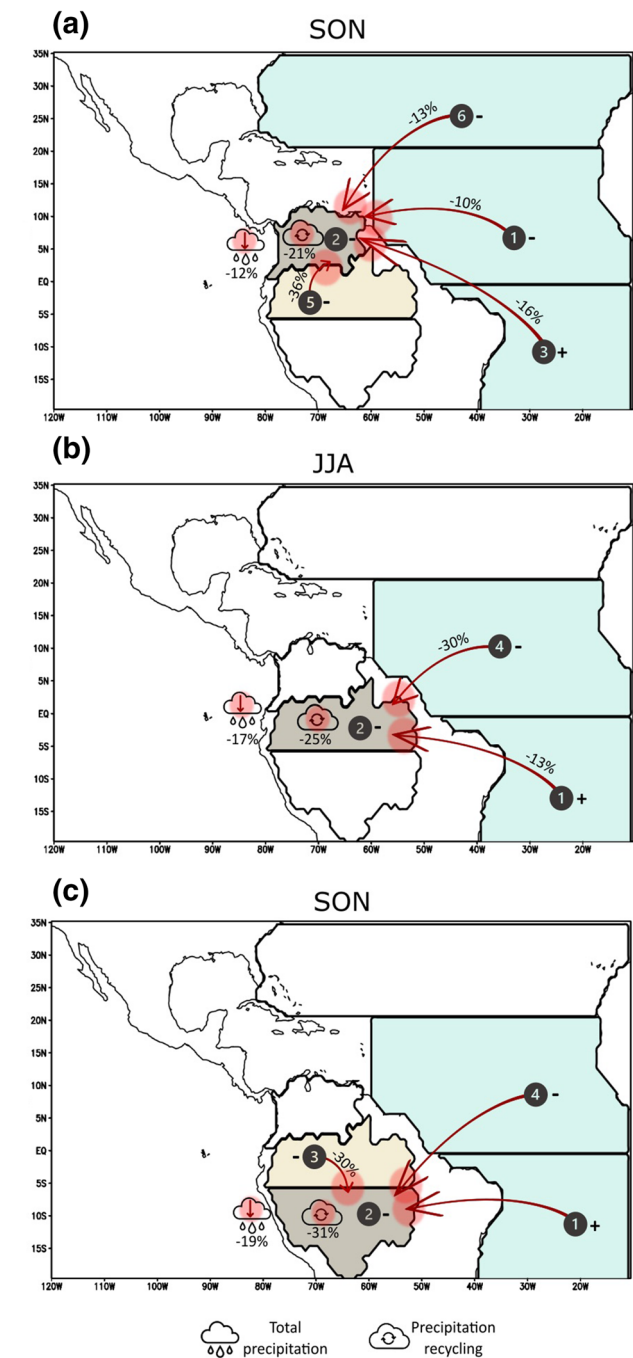 (a)
SON
35N
30N
25N
20N
15N
10N
5N
EQ
5S
10S
15S
-13%
6 -
-10%
1 -
-21%
2 -
-12%
-36%
5 -
-16%
3 +
120W 110W 100W 90W 80W 70W 60W 50W 40W 30W 20W
(b)
JJA
35N
30N
25N
20N
15N
10N
5N
EQ
5S
10S
15S
-30%
4 -
-17%
-25%
2 -
-13%
1 +
120W 110W 100W 90W 80W 70W 60W 50W 40W 30W 20W
(c)
SON
35N
30N
25N
20N
15N
10N
5N
EQ
5S
10S
15S
4 -
- 3
-30%
-19%
-31%
2 -
1 +
120W 110W 100W 90W 80W 70W 60W 50W 40W 30W 20W
Total
precipitation
Precipitation
recycling